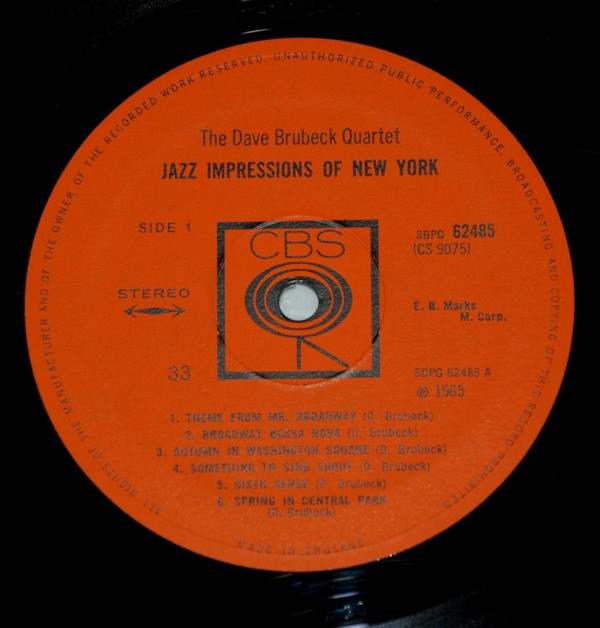 ALL RIGHTS OF THE MANUFACTURER AND OF THE OWNER OF THE RECORDED WORK RESERVED. UNAUTHORIZED PUBLIC PERFORMANCE, BROADCASTING AND COPYING OF THIS RECORD PROHIBITED
The Dave Brubeck Quartet
JAZZ IMPRESSIONS OF NEW YORK
SIDE 1
CBS
SBPG 62485
(CS 9075)
STEREO
E. B. Marks
M. Corp.
33
SCPG 62485 A
℗ 1965
1. THEME FROM MR. BROADWAY (D. Brubeck)
2. BROADWAY BOSSA NOVA (D. Brubeck)
3. AUTUMN IN WASHINGTON SQUARE (D. Brubeck)
4. SOMETHING TO SING ABOUT (D. Brubeck)
5. SIXTH SENSE (D. Brubeck)
6. SPRING IN CENTRAL PARK
(D. Brubeck)
MADE IN ENGLAND